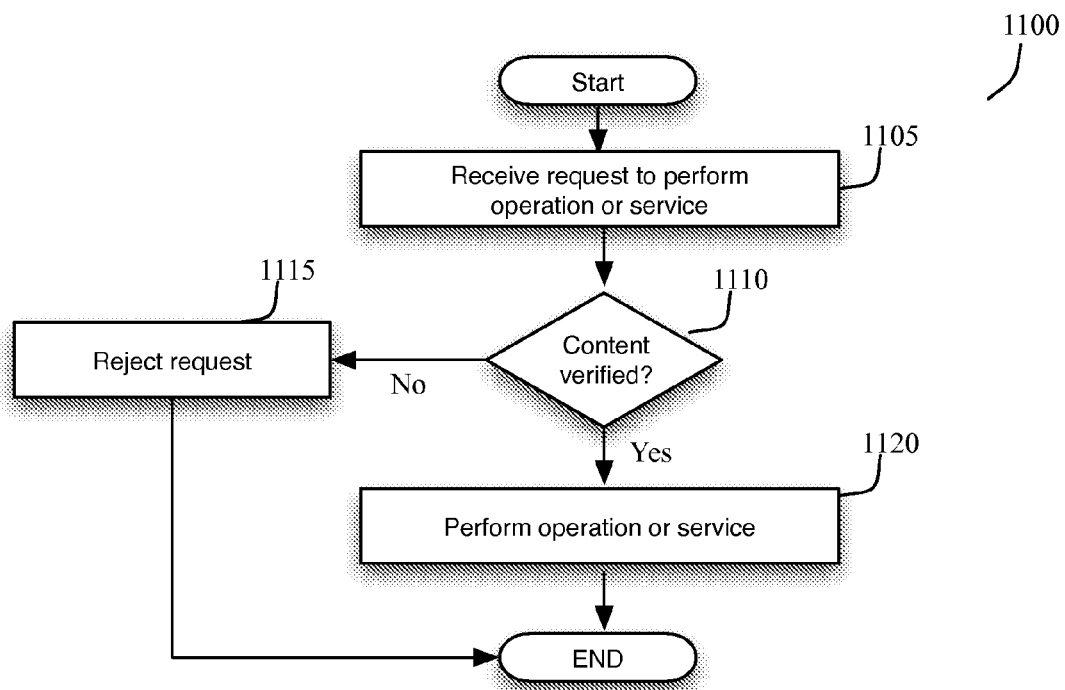 1100
Start
1105
Receive request to perform
operation or service
1110
Content
verified?
1115
Reject request
No
Yes
1120
Perform operation or service
END